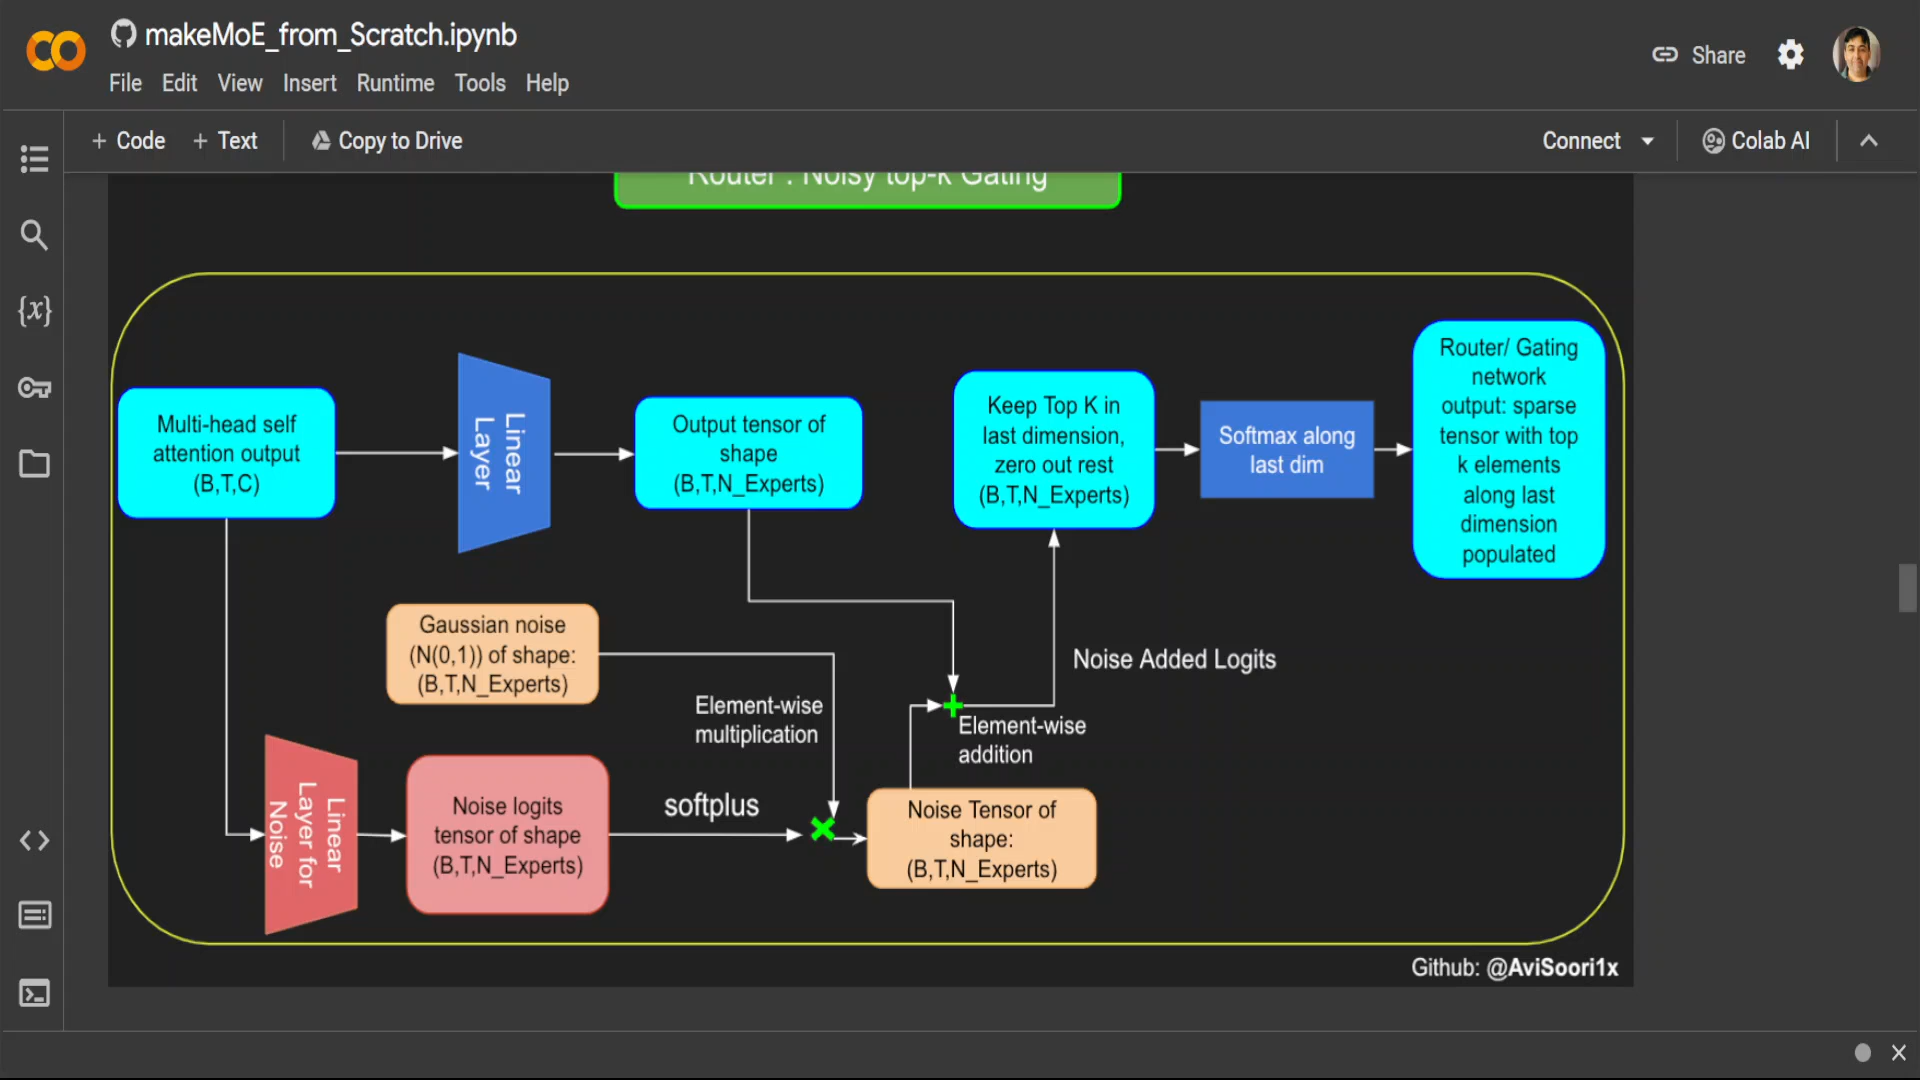 makeMoE_from_Scratch.ipynb
File Edit View Insert Runtime Tools Help
Share
+ Code + Text Copy to Drive
Connect
Colab AI
{x}
Router : Noisy top-k Gating
Multi-head self
attention output
(B,T,C)
Linear
Layer
Output tensor of
shape
(B,T,N_Experts)
Keep Top K in
last dimension,
zero out rest
(B,T,N_Experts)
Softmax along
last dim
Router/ Gating
network
output: sparse
tensor with top
k elements
along last
dimension
populated
Gaussian noise
(N(0,1)) of shape:
(B,T,N_Experts)
Element-wise
multiplication
Noise Added Logits
Element-wise
addition
Linear
Layer for
Noise
Noise logits
tensor of shape
(B,T,N_Experts)
softplus
Noise Tensor of
shape:
(B,T,N_Experts)
Github: @AviSoori1x